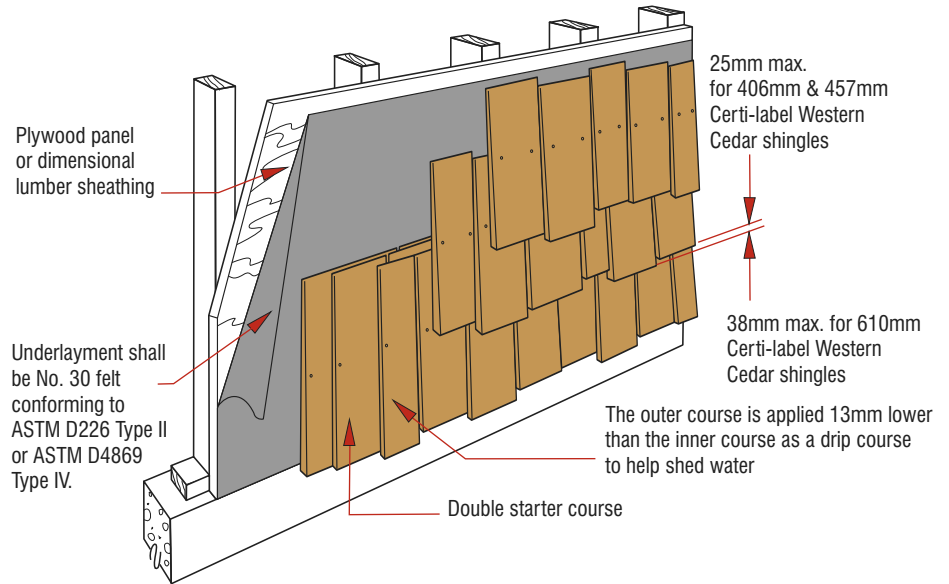 25mm max.
for 406mm & 457mm
Certi-label Western
Cedar shingles
Plywood panel
or dimensional
lumber sheathing
38mm max. for 610mm
Certi-label Western
Cedar shingles
Underlayment shall
be No. 30 felt
conforming to
ASTM D226 Type II
or ASTM D4869
Type IV.
The outer course is applied 13mm lower
than the inner course as a drip course
to help shed water
Double starter course